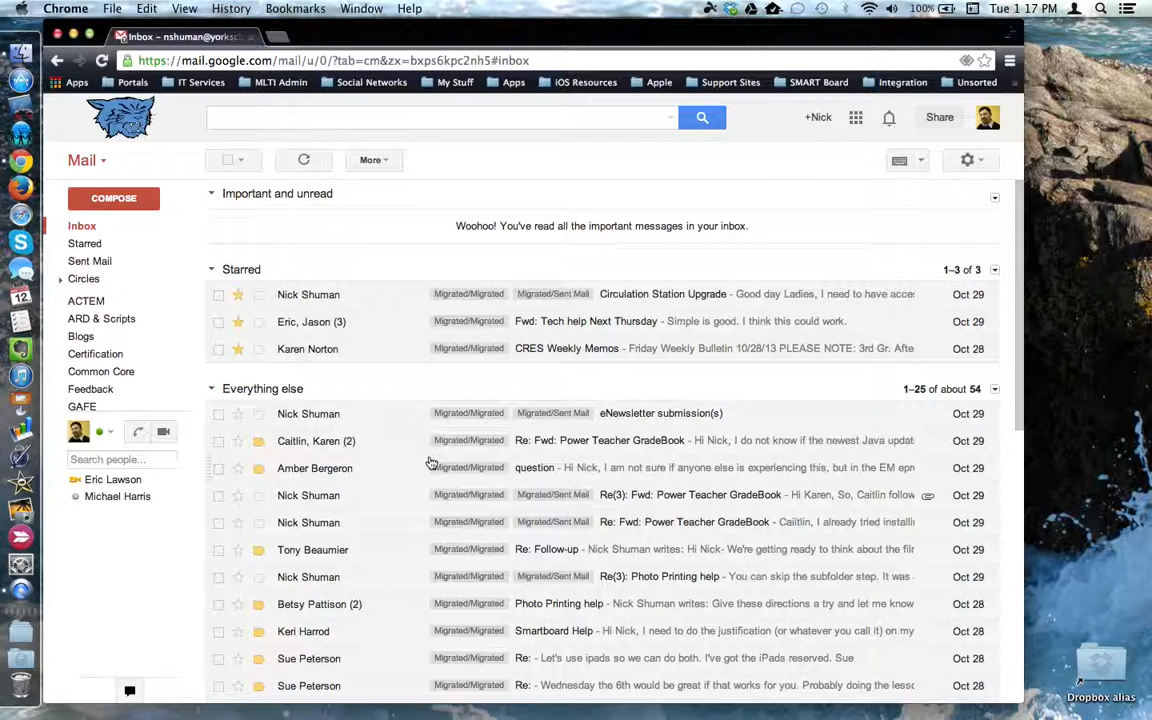 Chrome File Edit View History Bookmarks Window Help 100% Tue 1:17 PM
Inbox – nshuman@yorksc
https://mail.google.com/mail/u/0/?tab=cm&zx=bxps6kpc2nh5#inbox
Apps Portals IT Services MLTI Admin Social Networks My Stuff iOS Resources Apple Support Sites SMART Board Integration Unsorted »
+Nick Share
Mail More
COMPOSE
Important and unread
Woohoo! You've read all the important messages in your inbox.
Inbox
Starred
Sent Mail
Circles
ACTEM
ARD & Scripts
Blogs
Certification
Common Core
Feedback
GAFE
Search people...
Eric Lawson
Michael Harris
Starred 1–3 of 3
Nick Shuman Migrated/Migrated Migrated/Sent Mail Circulation Station Upgrade - Good day Ladies, I need to have acce Oct 29
Eric, Jason (3) Migrated/Migrated Fwd: Tech help Next Thursday - Simple is good. I think this could work. Oct 29
Karen Norton Migrated/Migrated CRES Weekly Memos - Friday Weekly Bulletin 10/28/13 PLEASE NOTE: 3rd Gr. Afte Oct 28
Everything else 1–25 of about 54
Nick Shuman Migrated/Migrated Migrated/Sent Mail eNewsletter submission(s) Oct 29
Caitlin, Karen (2) Migrated/Migrated Re: Fwd: Power Teacher GradeBook - Hi Nick, I do not know if the newest Java updat Oct 29
Amber Bergeron Migrated/Migrated question - Hi Nick, I am not sure if anyone else is experiencing this, but in the EM epr Oct 29
Nick Shuman Migrated/Migrated Migrated/Sent Mail Re(3): Fwd: Power Teacher GradeBook - Hi Karen, So, Caitlin follow Oct 29
Nick Shuman Migrated/Migrated Migrated/Sent Mail Re: Fwd: Power Teacher GradeBook - Caiitlin, I already tried installi Oct 29
Tony Beaumier Migrated/Migrated Re: Follow-up - Nick Shuman writes: Hi Nick- We're getting ready to think about the fir Oct 29
Nick Shuman Migrated/Migrated Migrated/Sent Mail Re(3): Photo Printing help - You can skip the subfolder step. It was Oct 29
Betsy Pattison (2) Migrated/Migrated Photo Printing help - Nick Shuman writes: Give these directions a try and let me know Oct 28
Keri Harrod Migrated/Migrated Smartboard Help - Hi Nick, I need to do the justification (or whatever you call it) on my Oct 28
Sue Peterson Migrated/Migrated Re: - Let's use ipads so we can do both. I've got the iPads reserved. Sue Oct 28
Sue Peterson Migrated/Migrated Re: - Wednesday the 6th would be great if that works for you. Probably doing the lesso Oct 28
Dropbox alias